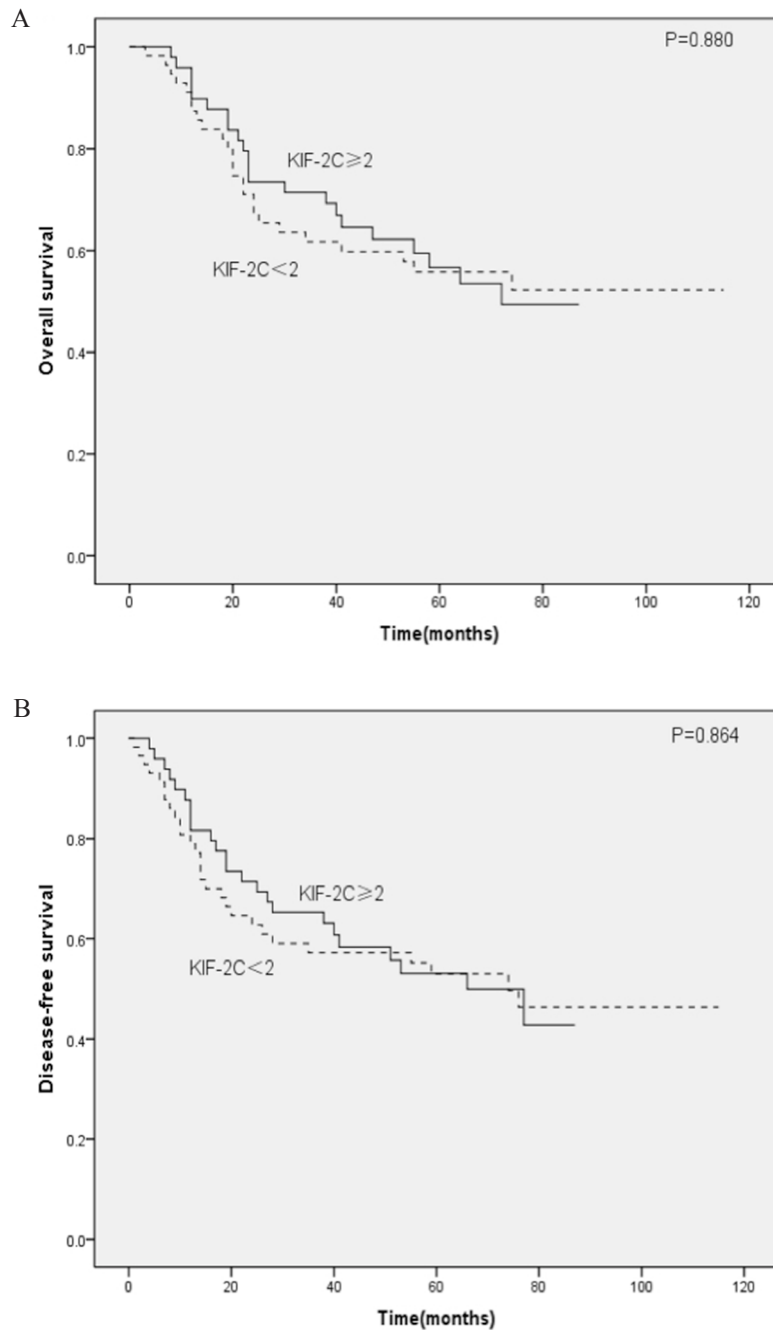 A
P=0.880
1.0
0.8
0.6
0.4
0.2
0.0
KIF-2C≥2
KIF-2C<2
Overall survival
0 20 40 60 80 100 120
Time(months)
B
P=0.864
1.0
0.8
0.6
0.4
0.2
0.0
KIF-2C≥2
KIF-2C<2
Disease-free survival
0 20 40 60 80 100 120
Time(months)